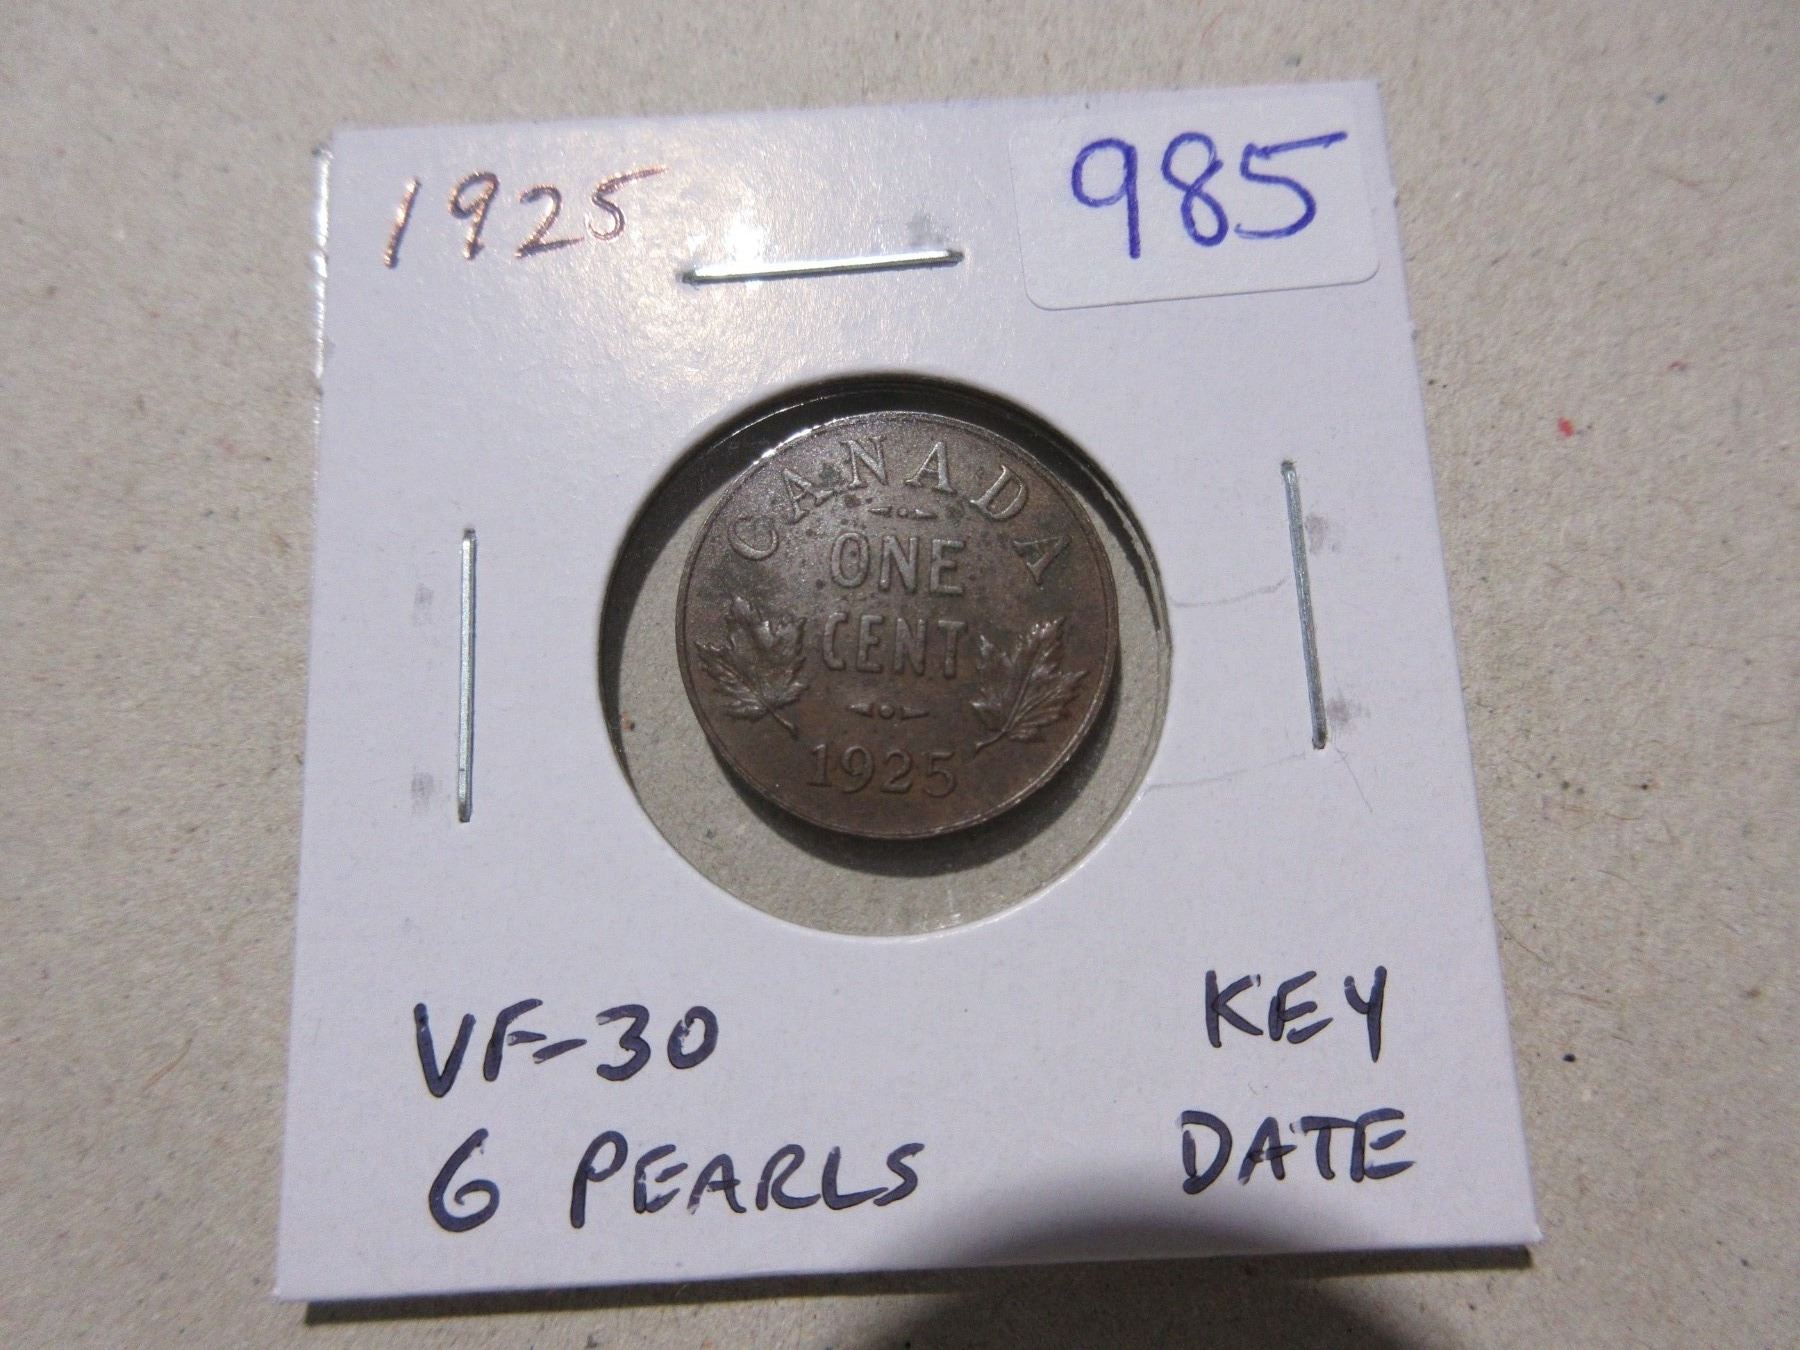 1925
985
CANADA
ONE
CENT
1925
VF-30
6 PEARLS
KEY
DATE